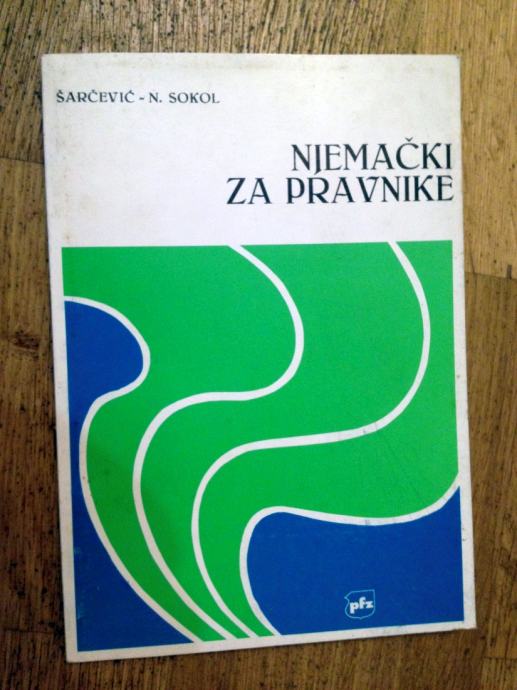 ŠARČEVIĆ - N. SOKOL
NJEMAČKI
ZA PRAVNIKE
pfz